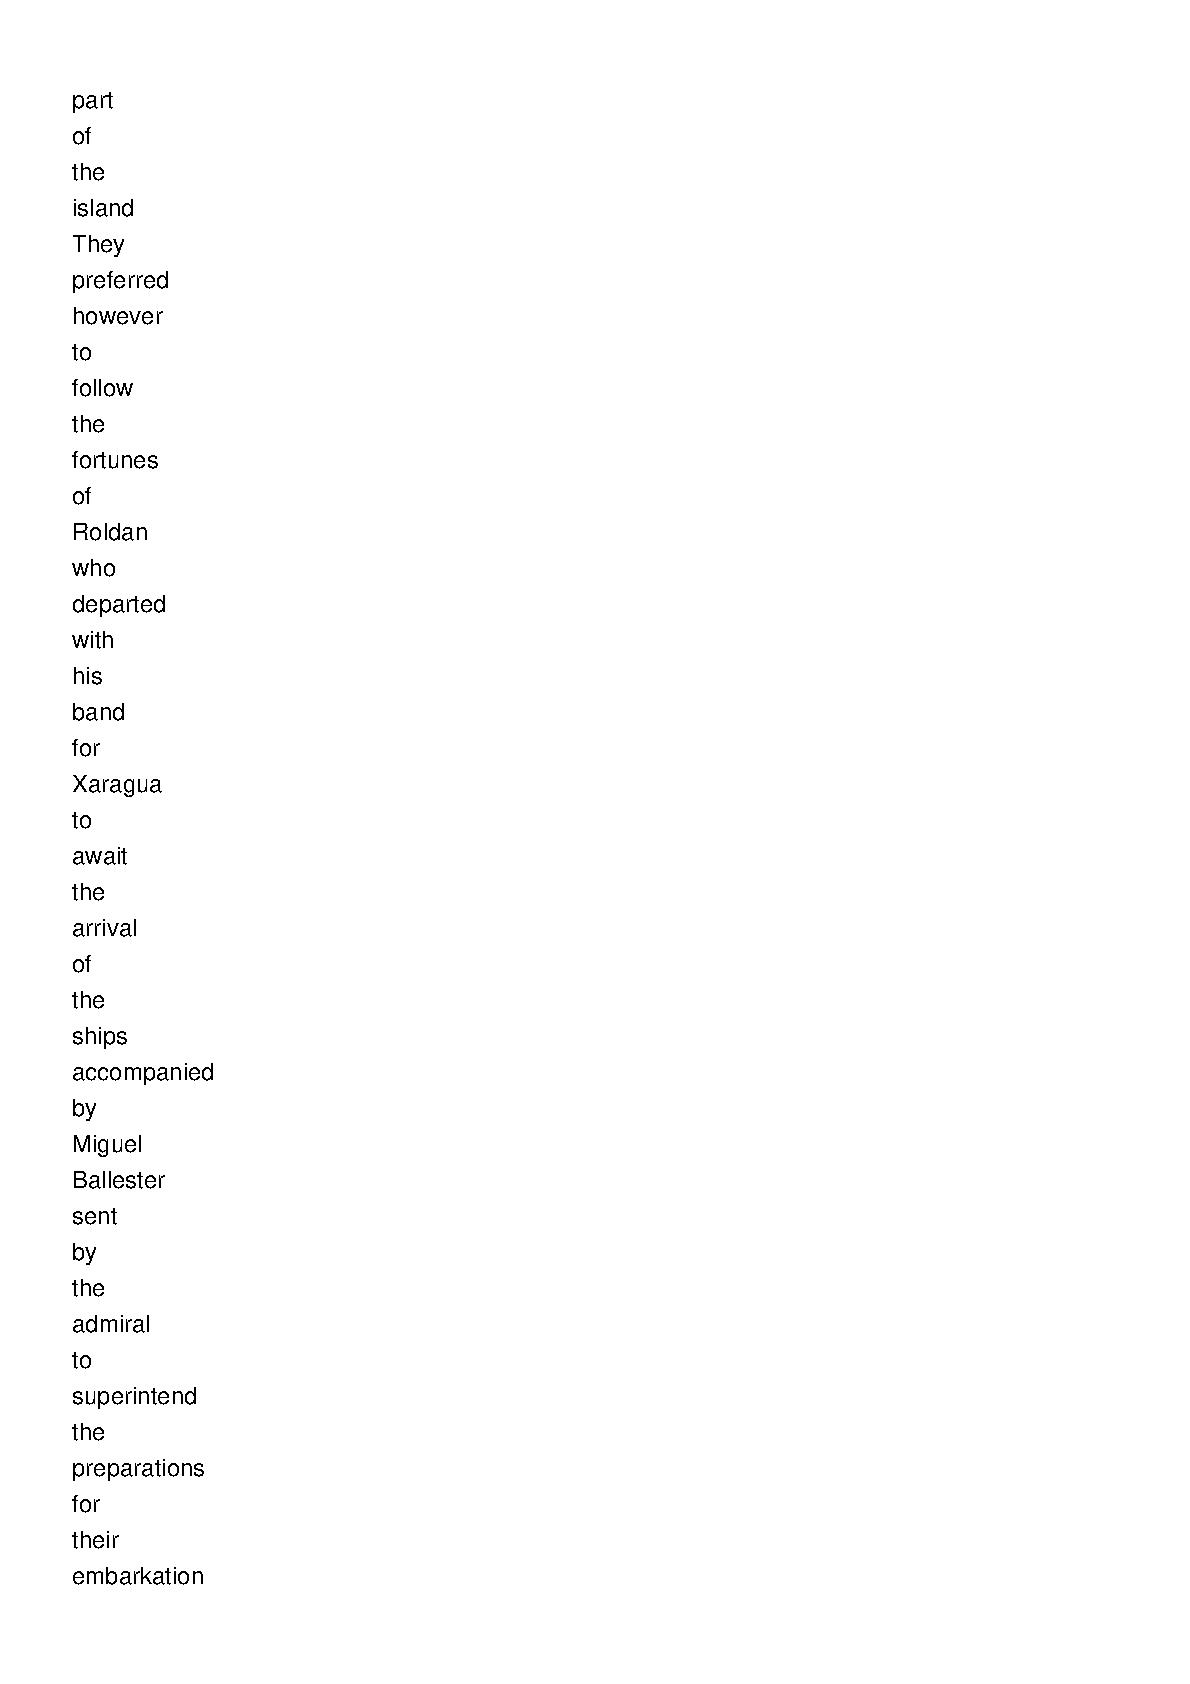 part
of
the
island
They
preferred
however
to
follow
the
fortunes
of
Roldan
who
departed
with
his
band
for
Xaragua
to
await
the
arrival
of
the
ships
accompanied
by
Miguel
Ballester
sent
by
the
admiral
to
superintend
the
preparations
for
their
embarkation